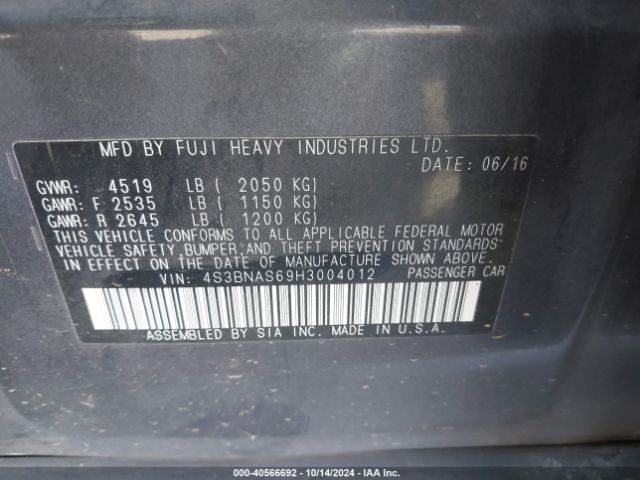 MFD BY FUJI HEAVY INDUSTRIES LTD.
DATE: 06/16
GVWR: 4519 LB ( 2050 KG)
GAWR: F 2535 LB ( 1150 KG)
GAWR: R 2645 LB ( 1200 KG)
THIS VEHICLE CONFORMS TO ALL APPLICABLE FEDERAL MOTOR
VEHICLE SAFETY, BUMPER, AND THEFT PREVENTION STANDARDS
IN EFFECT ON THE DATE OF MANUFACTURE SHOWN ABOVE.
VIN: 4S3BNAS69H3004012 PASSENGER CAR
ASSEMBLED BY SIA INC. MADE IN U.S.A.
000-40566692 - 10/14/2024 - IAAI.COM